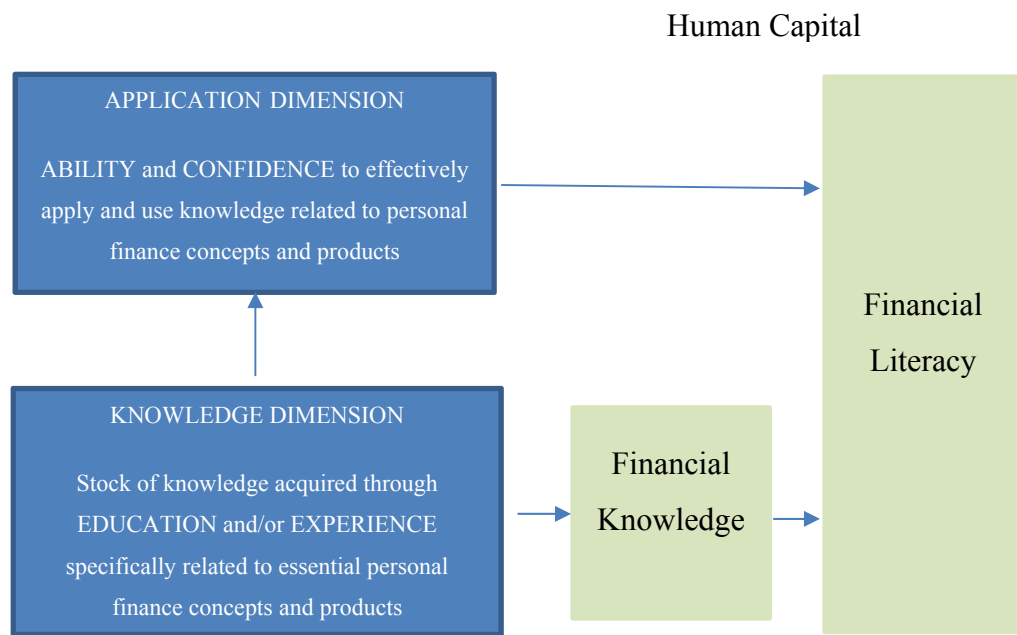 Human Capital
APPLICATION DIMENSION
ABILITY and CONFIDENCE to effectively
apply and use knowledge related to personal
finance concepts and products
Financial
Literacy
KNOWLEDGE DIMENSION
Stock of knowledge acquired through
EDUCATION and/or EXPERIENCE
specifically related to essential personal
finance concepts and products
Financial
Knowledge